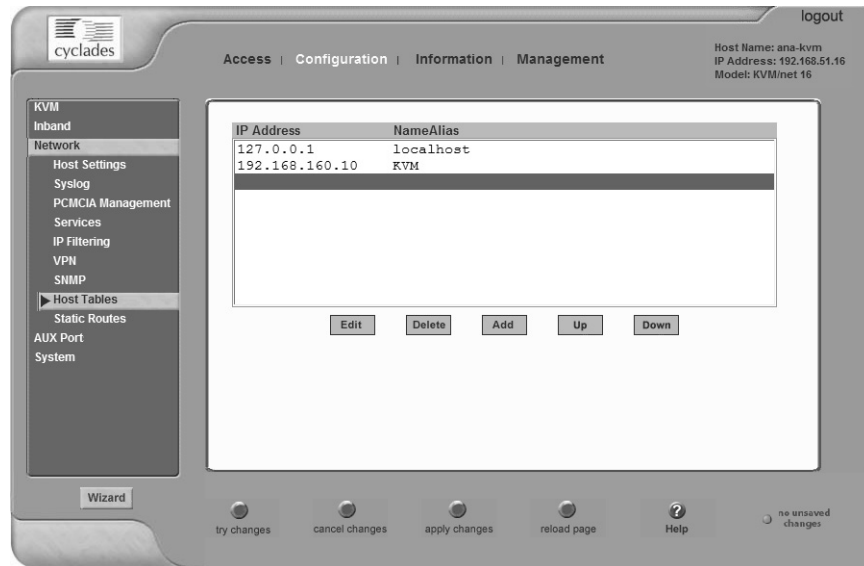 logout
cyclades
Access | Configuration | Information | Management
Host Name: ana-kvm
IP Address: 192.168.51.16
Model: KVM/net 16
KVM
Inband
Network
Host Settings
Syslog
PCMCIA Management
Services
IP Filtering
VPN
SNMP
Host Tables
Static Routes
AUX Port
System
IP Address NameAlias
127.0.0.1 localhost
192.168.160.10 KVM
Edit Delete Add Up Down
Wizard
try changes cancel changes apply changes reload page ? Help
no unsaved
changes